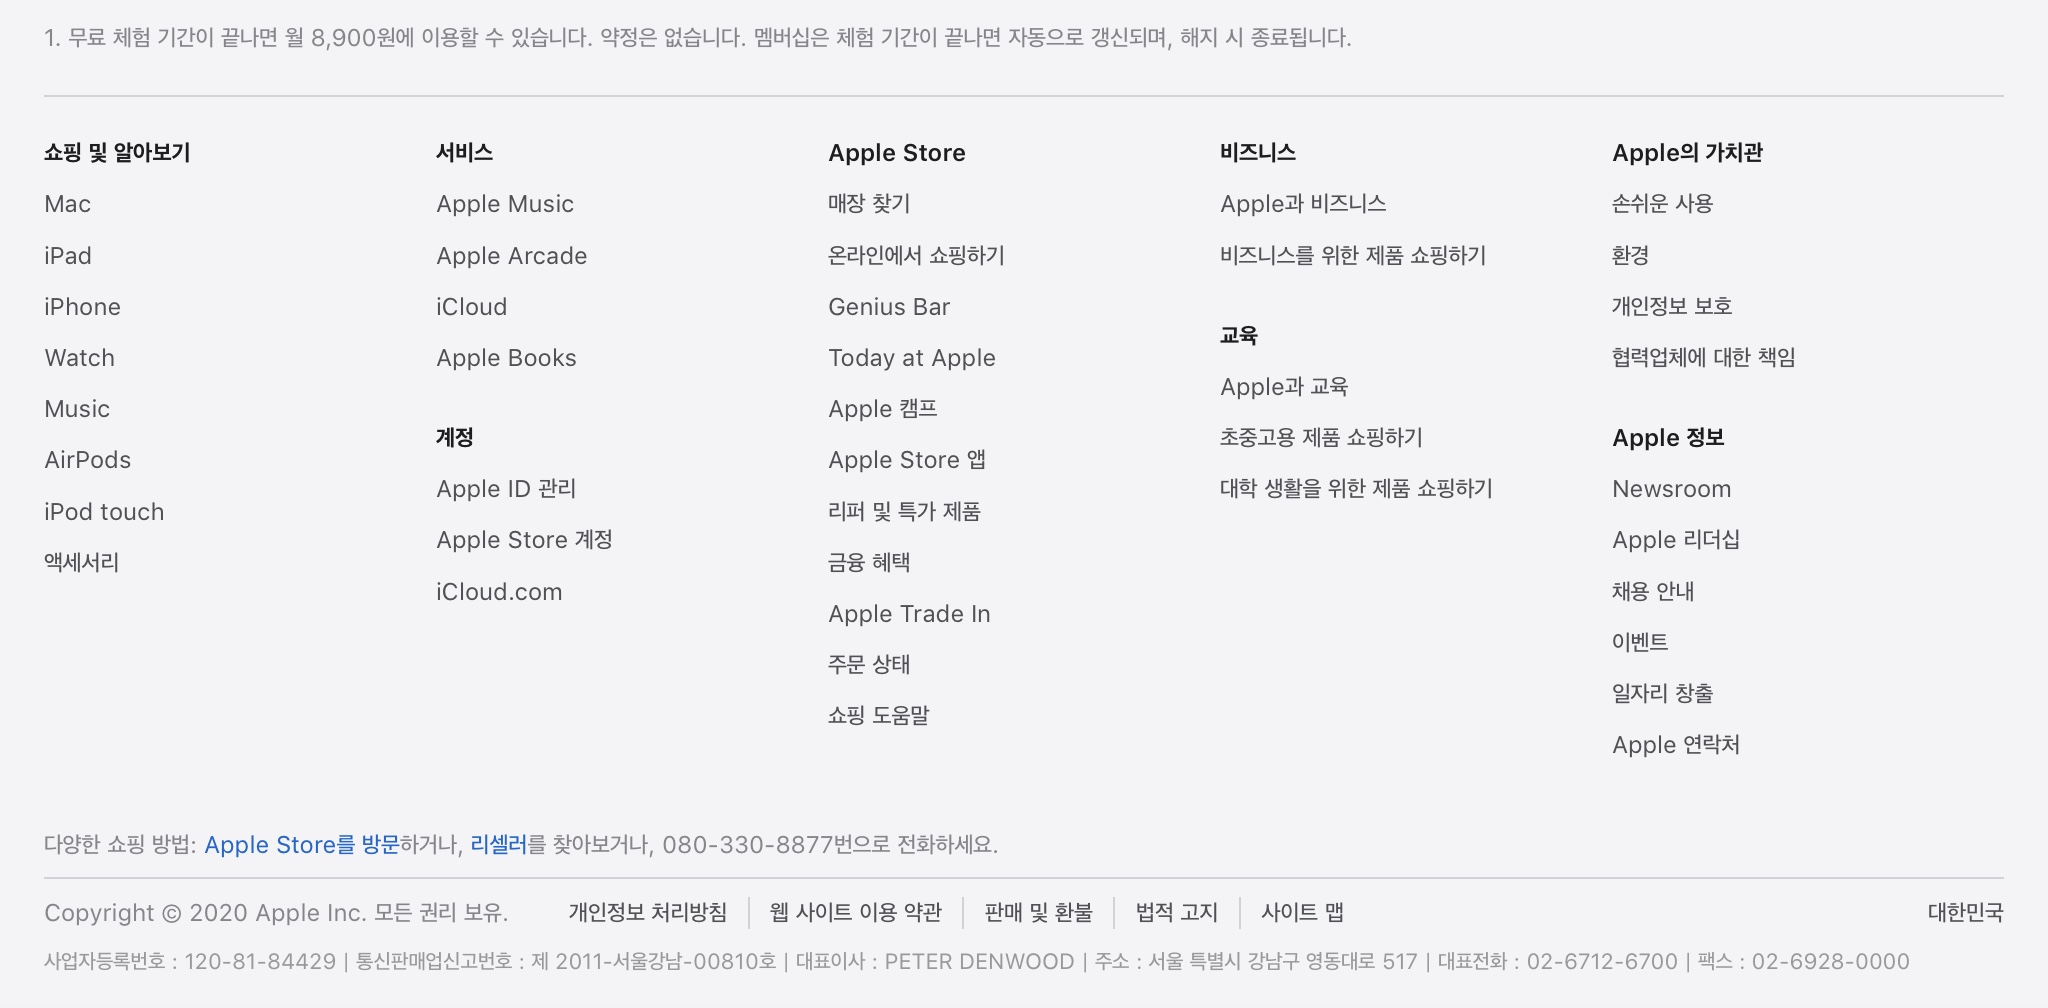 1. 무료 체험 기간이 끝나면 월 8,900원에 이용할 수 있습니다. 약정은 없습니다. 멤버십은 체험 기간이 끝나면 자동으로 갱신되며, 해지 시 종료됩니다.
쇼핑 및 알아보기
Mac
iPad
iPhone
Watch
Music
AirPods
iPod touch
액세서리
서비스
Apple Music
Apple Arcade
iCloud
Apple Books
계정
Apple ID 관리
Apple Store 계정
iCloud.com
Apple Store
매장 찾기
온라인에서 쇼핑하기
Genius Bar
Today at Apple
Apple 캠프
Apple Store 앱
리퍼 및 특가 제품
금융 혜택
Apple Trade In
주문 상태
쇼핑 도움말
비즈니스
Apple과 비즈니스
비즈니스를 위한 제품 쇼핑하기
교육
Apple과 교육
초중고용 제품 쇼핑하기
대학 생활을 위한 제품 쇼핑하기
Apple의 가치관
손쉬운 사용
환경
개인정보 보호
협력업체에 대한 책임
Apple 정보
Newsroom
Apple 리더십
채용 안내
이벤트
일자리 창출
Apple 연락처
다양한 쇼핑 방법: Apple Store를 방문하거나, 리셀러를 찾아보거나, 080-330-8877번으로 전화하세요.
Copyright © 2020 Apple Inc. 모든 권리 보유. 개인정보 처리방침 | 웹 사이트 이용 약관 | 판매 및 환불 | 법적 고지 | 사이트 맵 대한민국
사업자등록번호 : 120-81-84429 | 통신판매업신고번호 : 제 2011-서울강남-00810호 | 대표이사 : PETER DENWOOD | 주소 : 서울 특별시 강남구 영동대로 517 | 대표전화 : 02-6712-6700 | 팩스 : 02-6928-0000